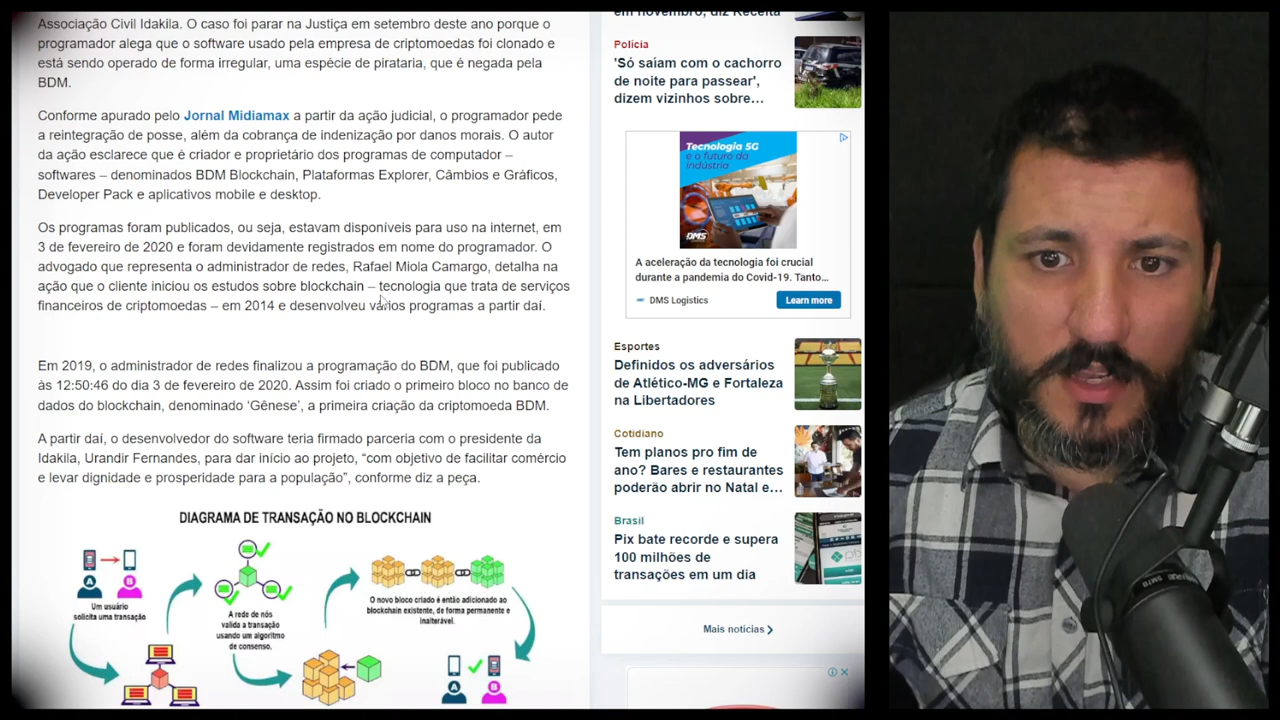 Associação Civil Idakila. O caso foi parar na Justiça em setembro deste ano porque o
programador alega que o software usado pela empresa de criptomoedas foi clonado e
está sendo operado de forma irregular, uma espécie de pirataria, que é negada pela
BDM.
Conforme apurado pelo Jornal Midiamax a partir da ação judicial, o programador pede
a reintegração de posse, além da cobrança de indenização por danos morais. O autor
da ação esclarece que é criador e proprietário dos programas de computador –
softwares – denominados BDM Blockchain, Plataformas Explorer, Câmbios e Gráficos,
Developer Pack e aplicativos mobile e desktop.
Os programas foram publicados, ou seja, estavam disponíveis para uso na internet, em
3 de fevereiro de 2020 e foram devidamente registrados em nome do programador. O
advogado que representa o administrador de redes, Rafael Miola Camargo, detalha na
ação que o cliente iniciou os estudos sobre blockchain – tecnologia que trata de serviços
financeiros de criptomoedas – em 2014 e desenvolveu vários programas a partir daí.
Em 2019, o administrador de redes finalizou a programação do BDM, que foi publicado
às 12:50:46 do dia 3 de fevereiro de 2020. Assim foi criado o primeiro bloco no banco de
dados do blockchain, denominado ‘Gênese’, a primeira criação da criptomoeda BDM.
A partir daí, o desenvolvedor do software teria firmado parceria com o presidente da
Idakila, Urandir Fernandes, para dar início ao projeto, “com objetivo de facilitar comércio
e levar dignidade e prosperidade para a população”, conforme diz a peça.
DIAGRAMA DE TRANSAÇÃO NO BLOCKCHAIN
A
B
Um usuário
solicita uma transação
A rede de nós
valida a transação
usando um algoritmo
de consenso.
O novo bloco criado é então adicionado ao
blockchain existente, de forma permanente e
inalterável.
A
B
em novembro, diz Receita
Polícia
'Só saíam com o cachorro
de noite para passear',
dizem vizinhos sobre...
Tecnologia 5G
e o futuro da
indústria
DMS
A aceleração da tecnologia foi crucial
durante a pandemia do Covid-19. Tanto...
DMS Logistics
Learn more
Esportes
Definidos os adversários
de Atlético-MG e Fortaleza
na Libertadores
Cotidiano
Tem planos pro fim de
ano? Bares e restaurantes
poderão abrir no Natal e...
Brasil
Pix bate recorde e supera
100 milhões de
transações em um dia
Mais notícias
SM7B